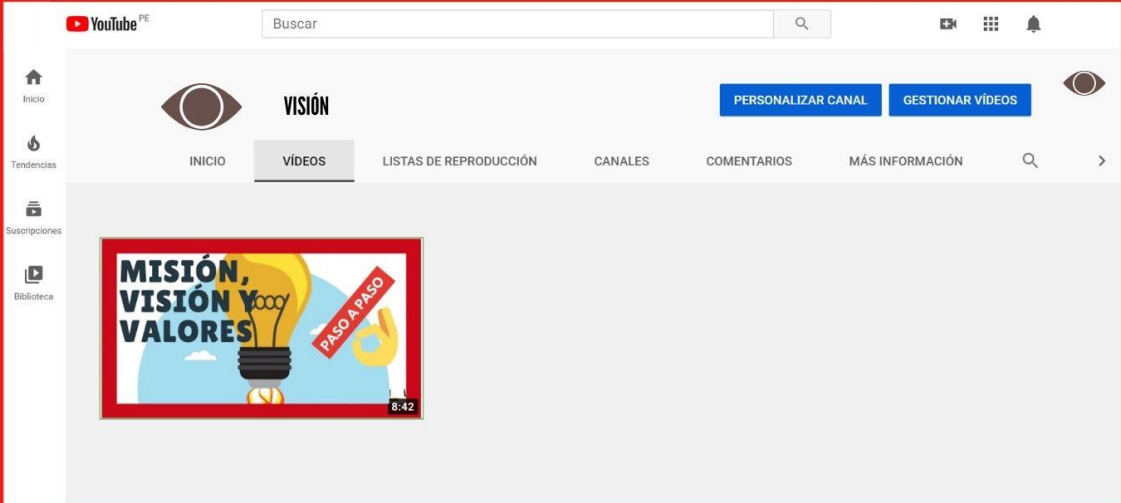 YouTube PE
Buscar
Inicio
Tendencias
Suscripciones
Biblioteca
VISIÓN
PERSONALIZAR CANAL
GESTIONAR VÍDEOS
INICIO
VÍDEOS
LISTAS DE REPRODUCCIÓN
CANALES
COMENTARIOS
MÁS INFORMACIÓN
MISIÓN,
VISIÓN Y
VALORES
PASO A PASO
8:42